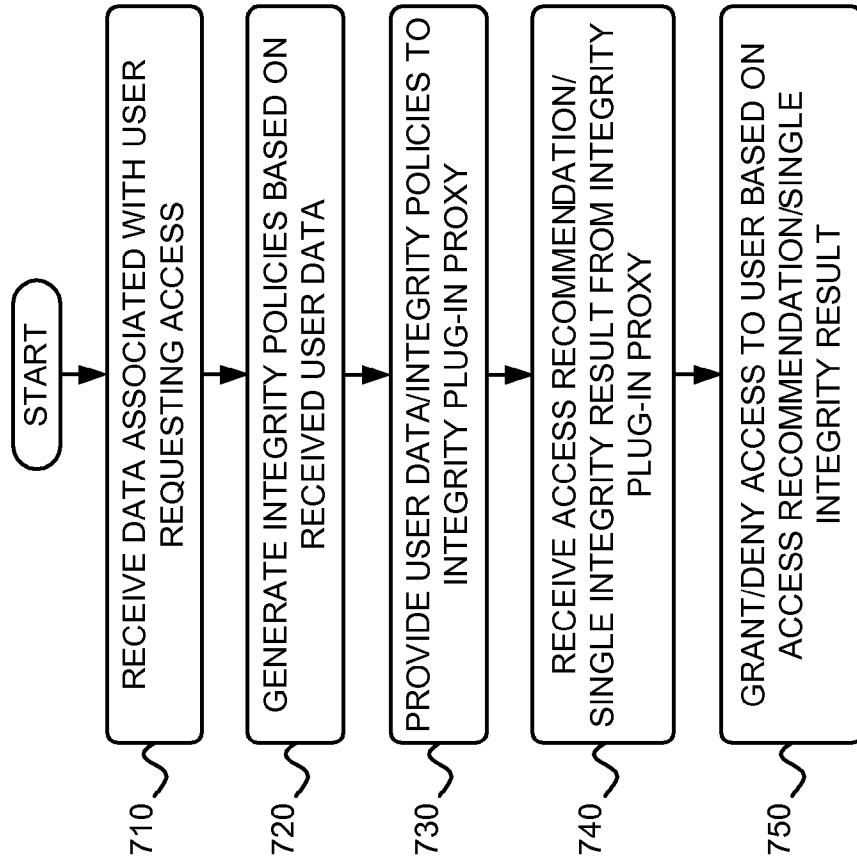 START
710
RECEIVE DATA ASSOCIATED WITH USER
REQUESTING ACCESS
720
GENERATE INTEGRITY POLICIES BASED ON
RECEIVED USER DATA
730
PROVIDE USER DATA/INTEGRITY POLICIES TO
INTEGRITY PLUG-IN PROXY
740
RECEIVE ACCESS RECOMMENDATION/
SINGLE INTEGRITY RESULT FROM INTEGRITY
PLUG-IN PROXY
750
GRANT/DENY ACCESS TO USER BASED ON
ACCESS RECOMMENDATION/SINGLE
INTEGRITY RESULT